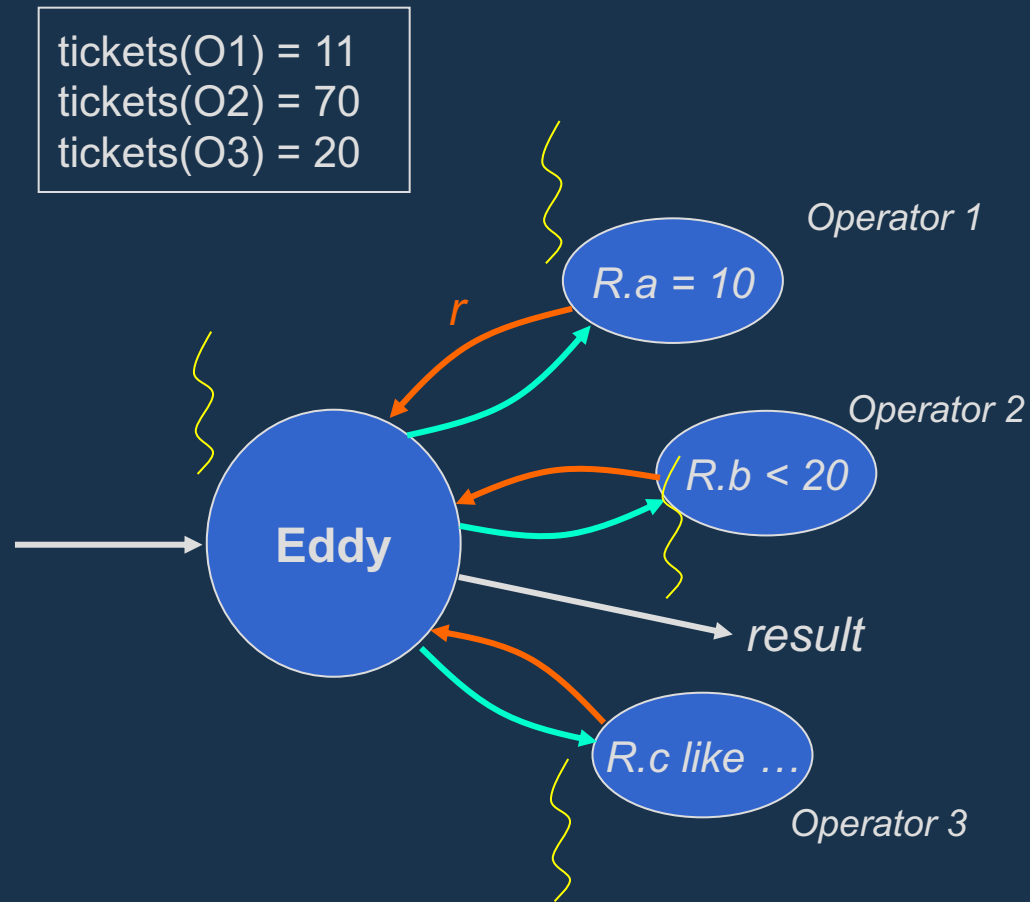 tickets(O1) = 11
tickets(O2) = 70
tickets(O3) = 20
Operator 1
R.a = 10
r
Operator 2
R.b < 20
Eddy
result
R.c like …
Operator 3